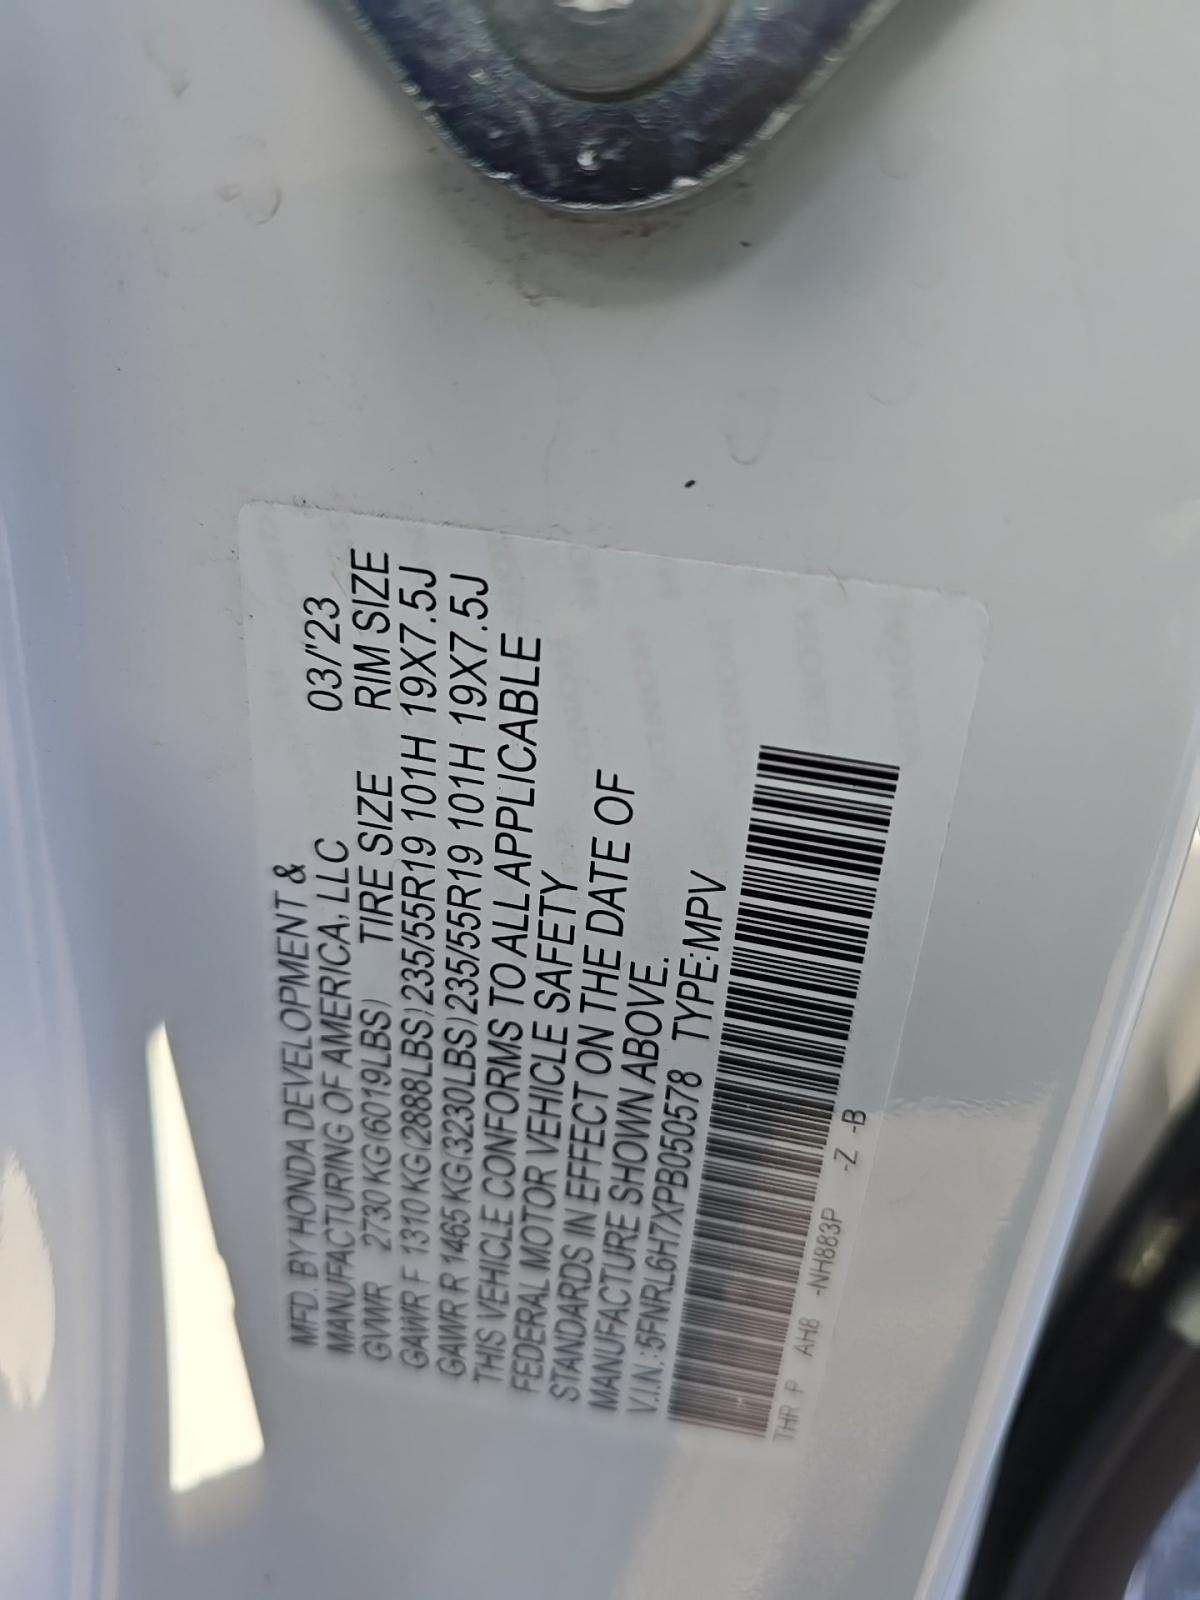 MFD. BY HONDA DEVELOPMENT &
MANUFACTURING OF AMERICA, LLC 03/'23
GVWR 2730 KG(6019LBS) TIRE SIZE RIM SIZE
GAWR F 1310 KG(2888LBS) 235/55R19 101H 19X7.5J
GAWR R 1465 KG(3230LBS) 235/55R19 101H 19X7.5J
THIS VEHICLE CONFORMS TO ALL APPLICABLE
FEDERAL MOTOR VEHICLE SAFETY
STANDARDS IN EFFECT ON THE DATE OF
MANUFACTURE SHOWN ABOVE.
V.I.N.:5FNRL6H7XPB050578 TYPE:MPV
THR P AH8 -NH883P -Z -B